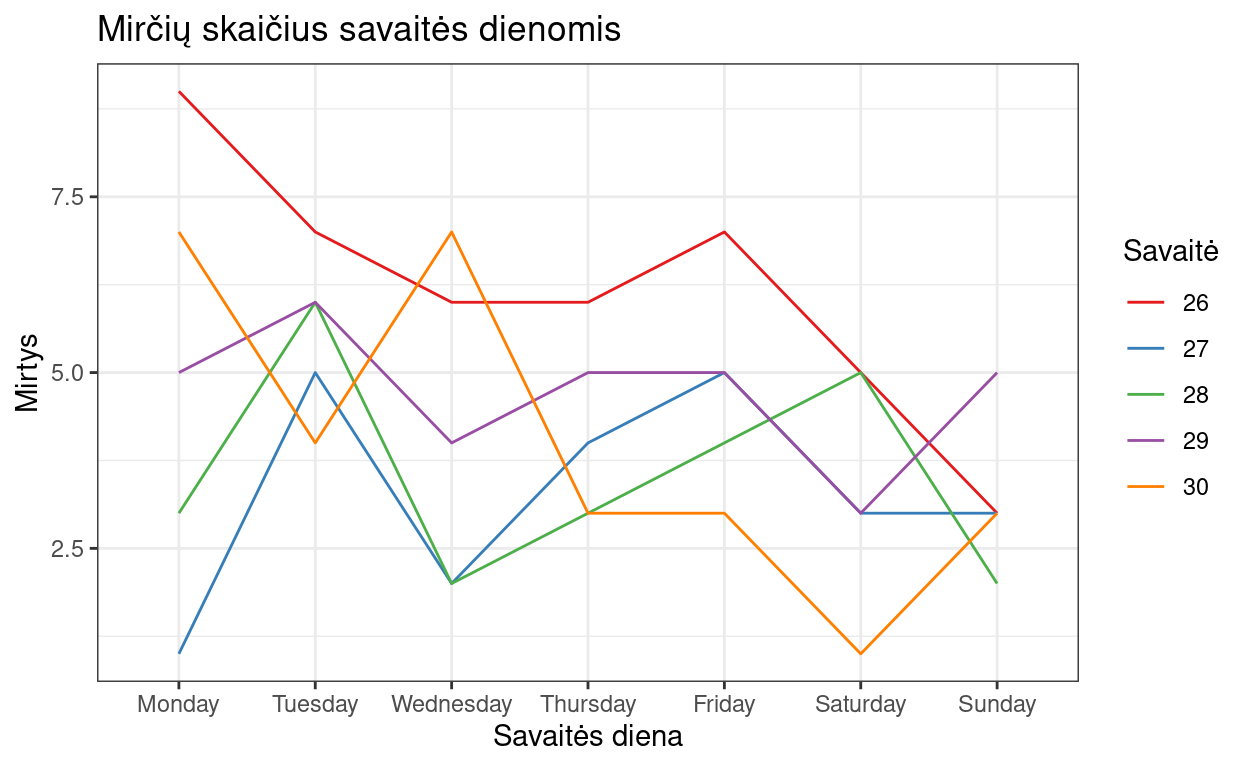 Mirčių skaičius savaitės dienomis
Mirtys
7.5
5.0
2.5
Monday Tuesday Wednesday Thursday Friday Saturday Sunday
Savaitės diena
Savaitė
26
27
28
29
30